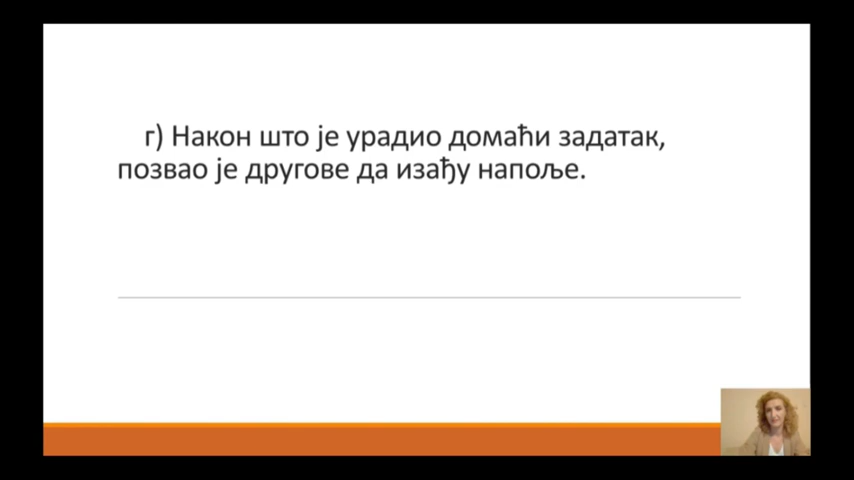 г) Након што је урадио домаћи задатак,
позвао је другове да изађу напоље.